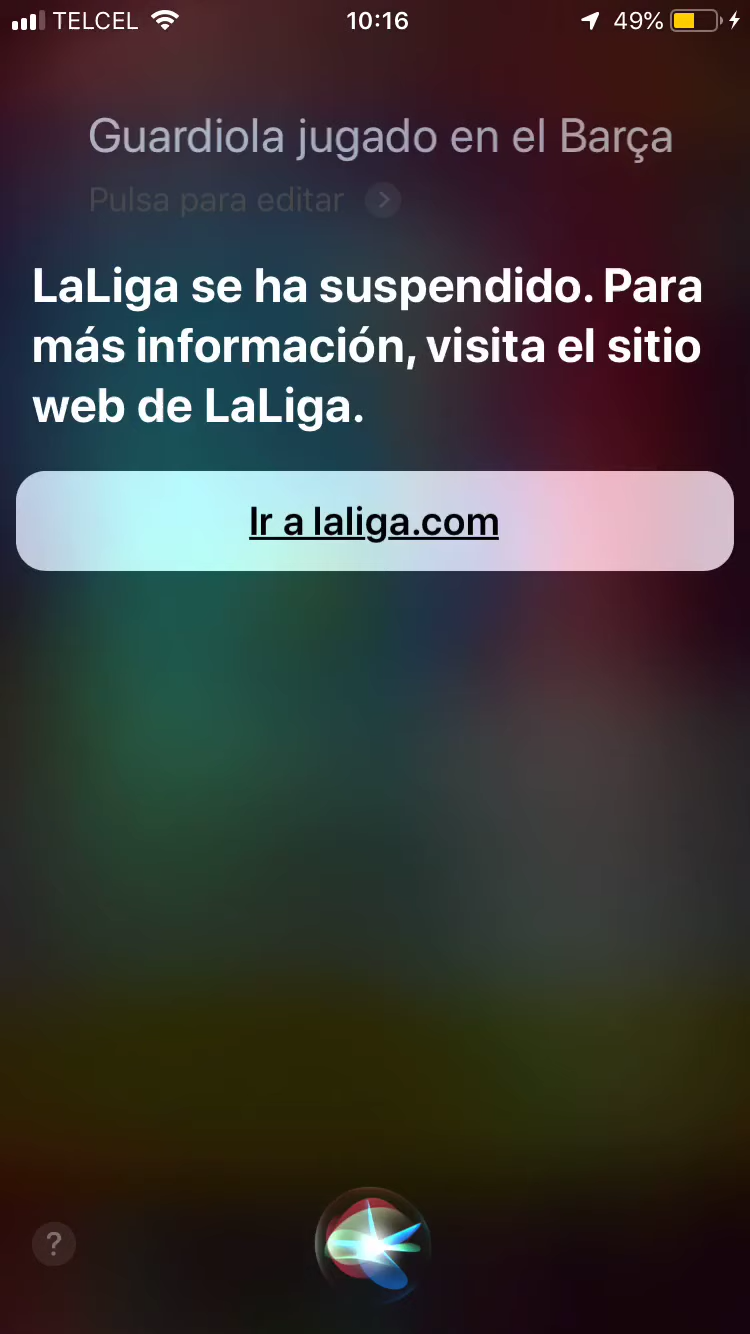 TELCEL 10:16 49%
Guardiola jugado en el Barça
Pulsa para editar
LaLiga se ha suspendido. Para
más información, visita el sitio
web de LaLiga.
Ir a laliga.com
?